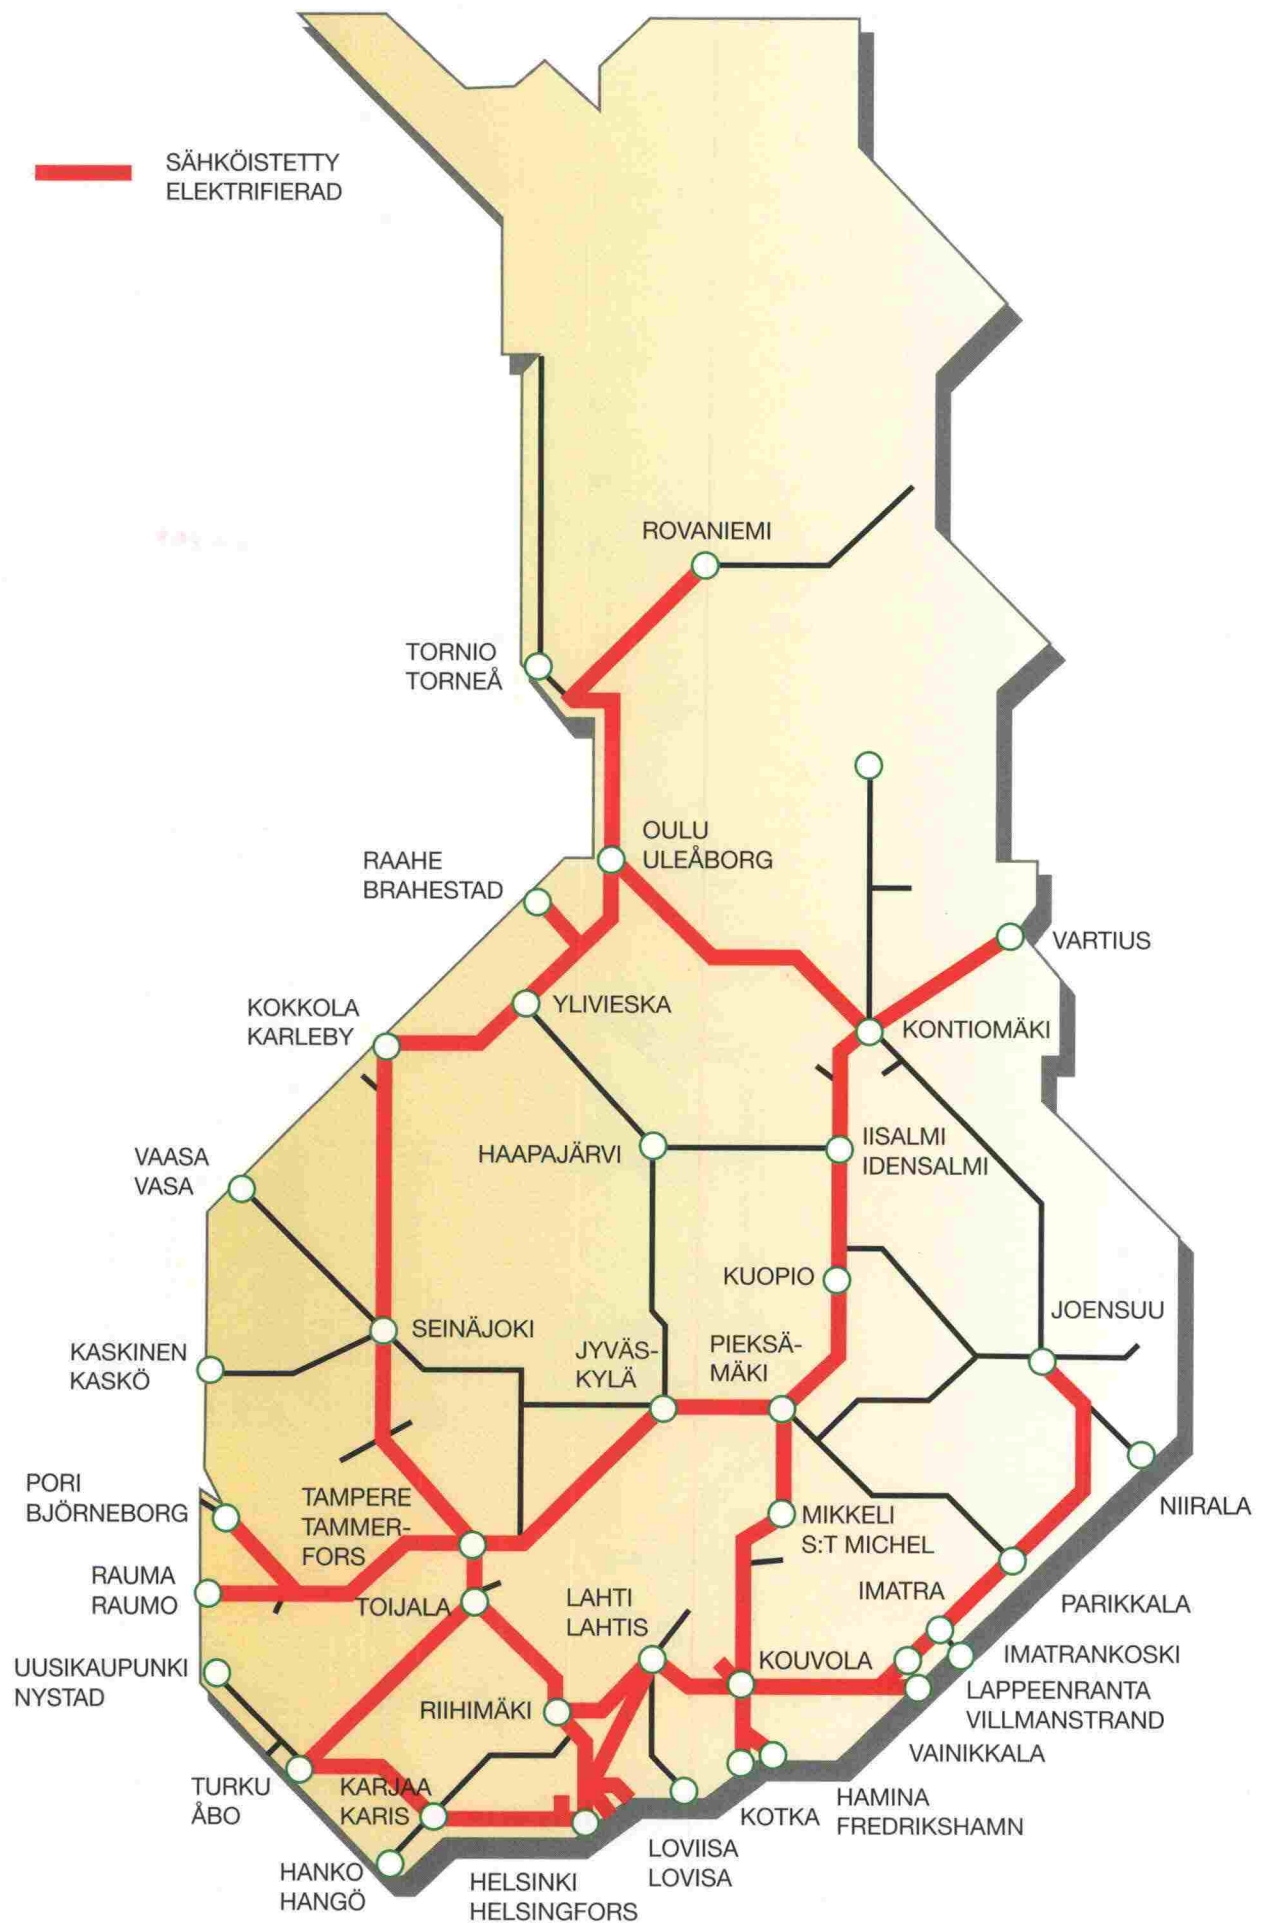 SÄHKÖISTETTY
ELEKTRIFIERAD
ROVANIEMI
TORNIO
TORNEÅ
OULU
ULEÅBORG
RAAHE
BRAHESTAD
VARTIUS
KOKKOLA
KARLEBY
YLIVIESKA
KONTIOMÄKI
VAASA
VASA
HAAPAJÄRVI
IISALMI
IDENSALMI
KUOPIO
JOENSUU
SEINÄJOKI
KASKINEN
KASKÖ
JYVÄS-
KYLÄ
PIEKSÄ-
MÄKI
PORI
BJÖRNEBORG
TAMPERE
TAMMER-
FORS
MIKKELI
S:T MICHEL
NIIRALA
RAUMA
RAUMO
TOIJALA
LAHTI
LAHTIS
IMATRA
PARIKKALA
UUSIKAUPUNKI
NYSTAD
RIIHIMÄKI
KOUVOLA
IMATRANKOSKI
LAPPEENRANTA
VILLMANSTRAND
VAINIKKALA
TURKU
ÅBO
KARJAA
KARIS
KOTKA
HAMINA
FREDRIKSHAMN
HANKO
HANGÖ
HELSINKI
HELSINGFORS
LOVIISA
LOVISA